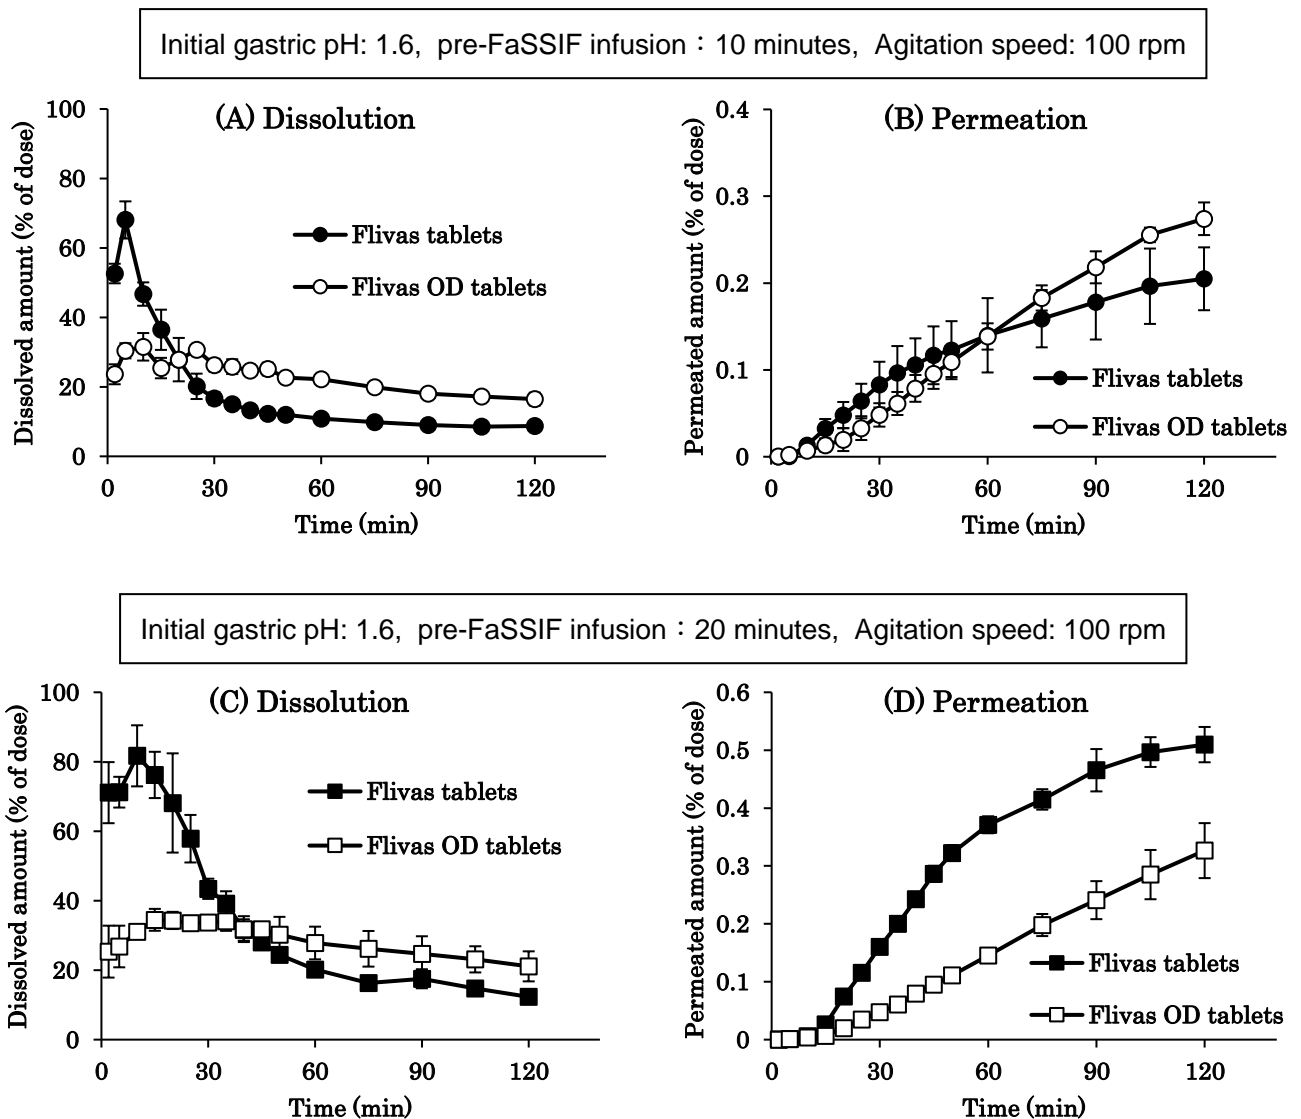 Initial gastric pH: 1.6, pre-FaSSIF infusion：10 minutes, Agitation speed: 100 rpm
(A) Dissolution
Dissolved amount (% of dose)
100
80
60
40
20
0
Flivas tablets
Flivas OD tablets
0 30 60 90 120
Time (min)
(B) Permeation
Permeated amount (% of dose)
0.4
0.3
0.2
0.1
0
Flivas tablets
Flivas OD tablets
0 30 60 90 120
Time (min)
Initial gastric pH: 1.6, pre-FaSSIF infusion：20 minutes, Agitation speed: 100 rpm
(C) Dissolution
Dissolved amount (% of dose)
100
80
60
40
20
0
Flivas tablets
Flivas OD tablets
0 30 60 90 120
Time (min)
(D) Permeation
Permeated amount (% of dose)
0.6
0.5
0.4
0.3
0.2
0.1
0
Flivas tablets
Flivas OD tablets
0 30 60 90 120
Time (min)